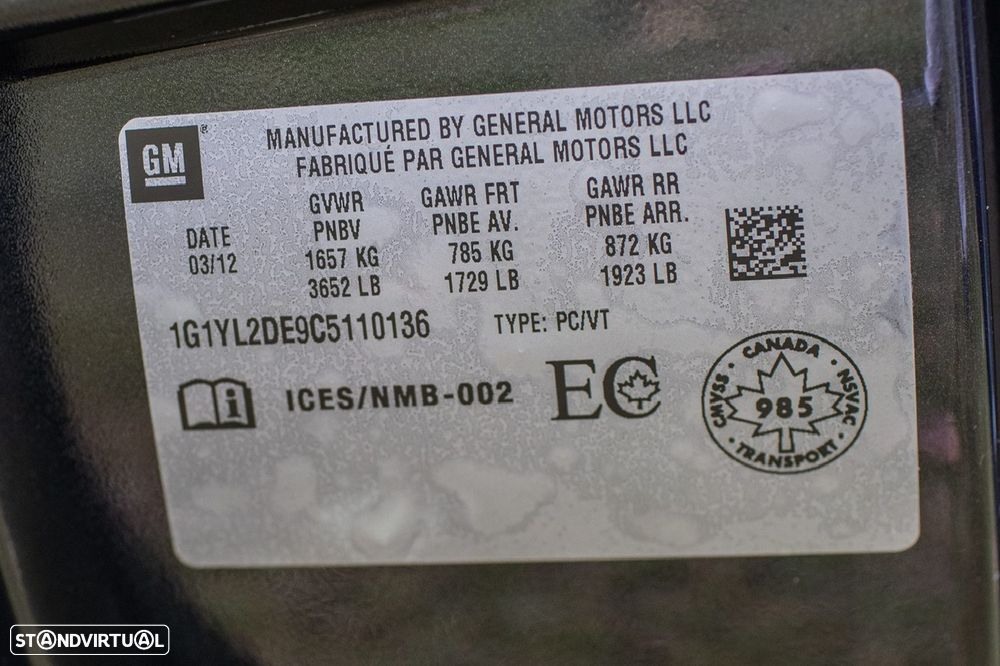 GM
MANUFACTURED BY GENERAL MOTORS LLC
FABRIQUÉ PAR GENERAL MOTORS LLC
DATE
03/12
GVWR
PNBV
1657 KG
3652 LB
GAWR FRT
PNBE AV.
785 KG
1729 LB
GAWR RR
PNBE ARR.
872 KG
1923 LB
1G1YL2DE9C5110136
TYPE: PC/VT
i
ICES/NMB-002
EC
CMVSS · CANADA · NSVAC · TRANSPORT ·
985
STANDVIRTUAL